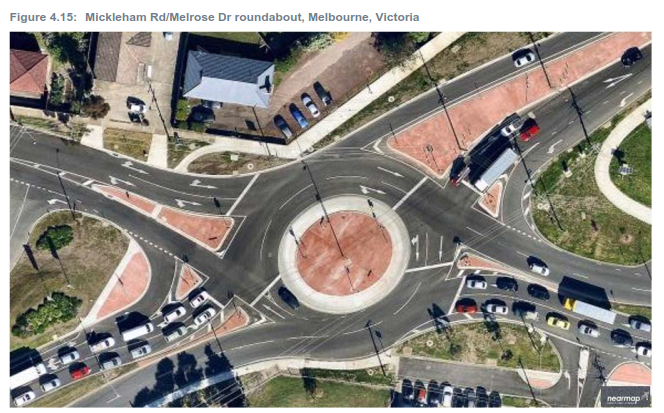 Figure 4.15: Mickleham Rd/Melrose Dr roundabout, Melbourne, Victoria
nearmap